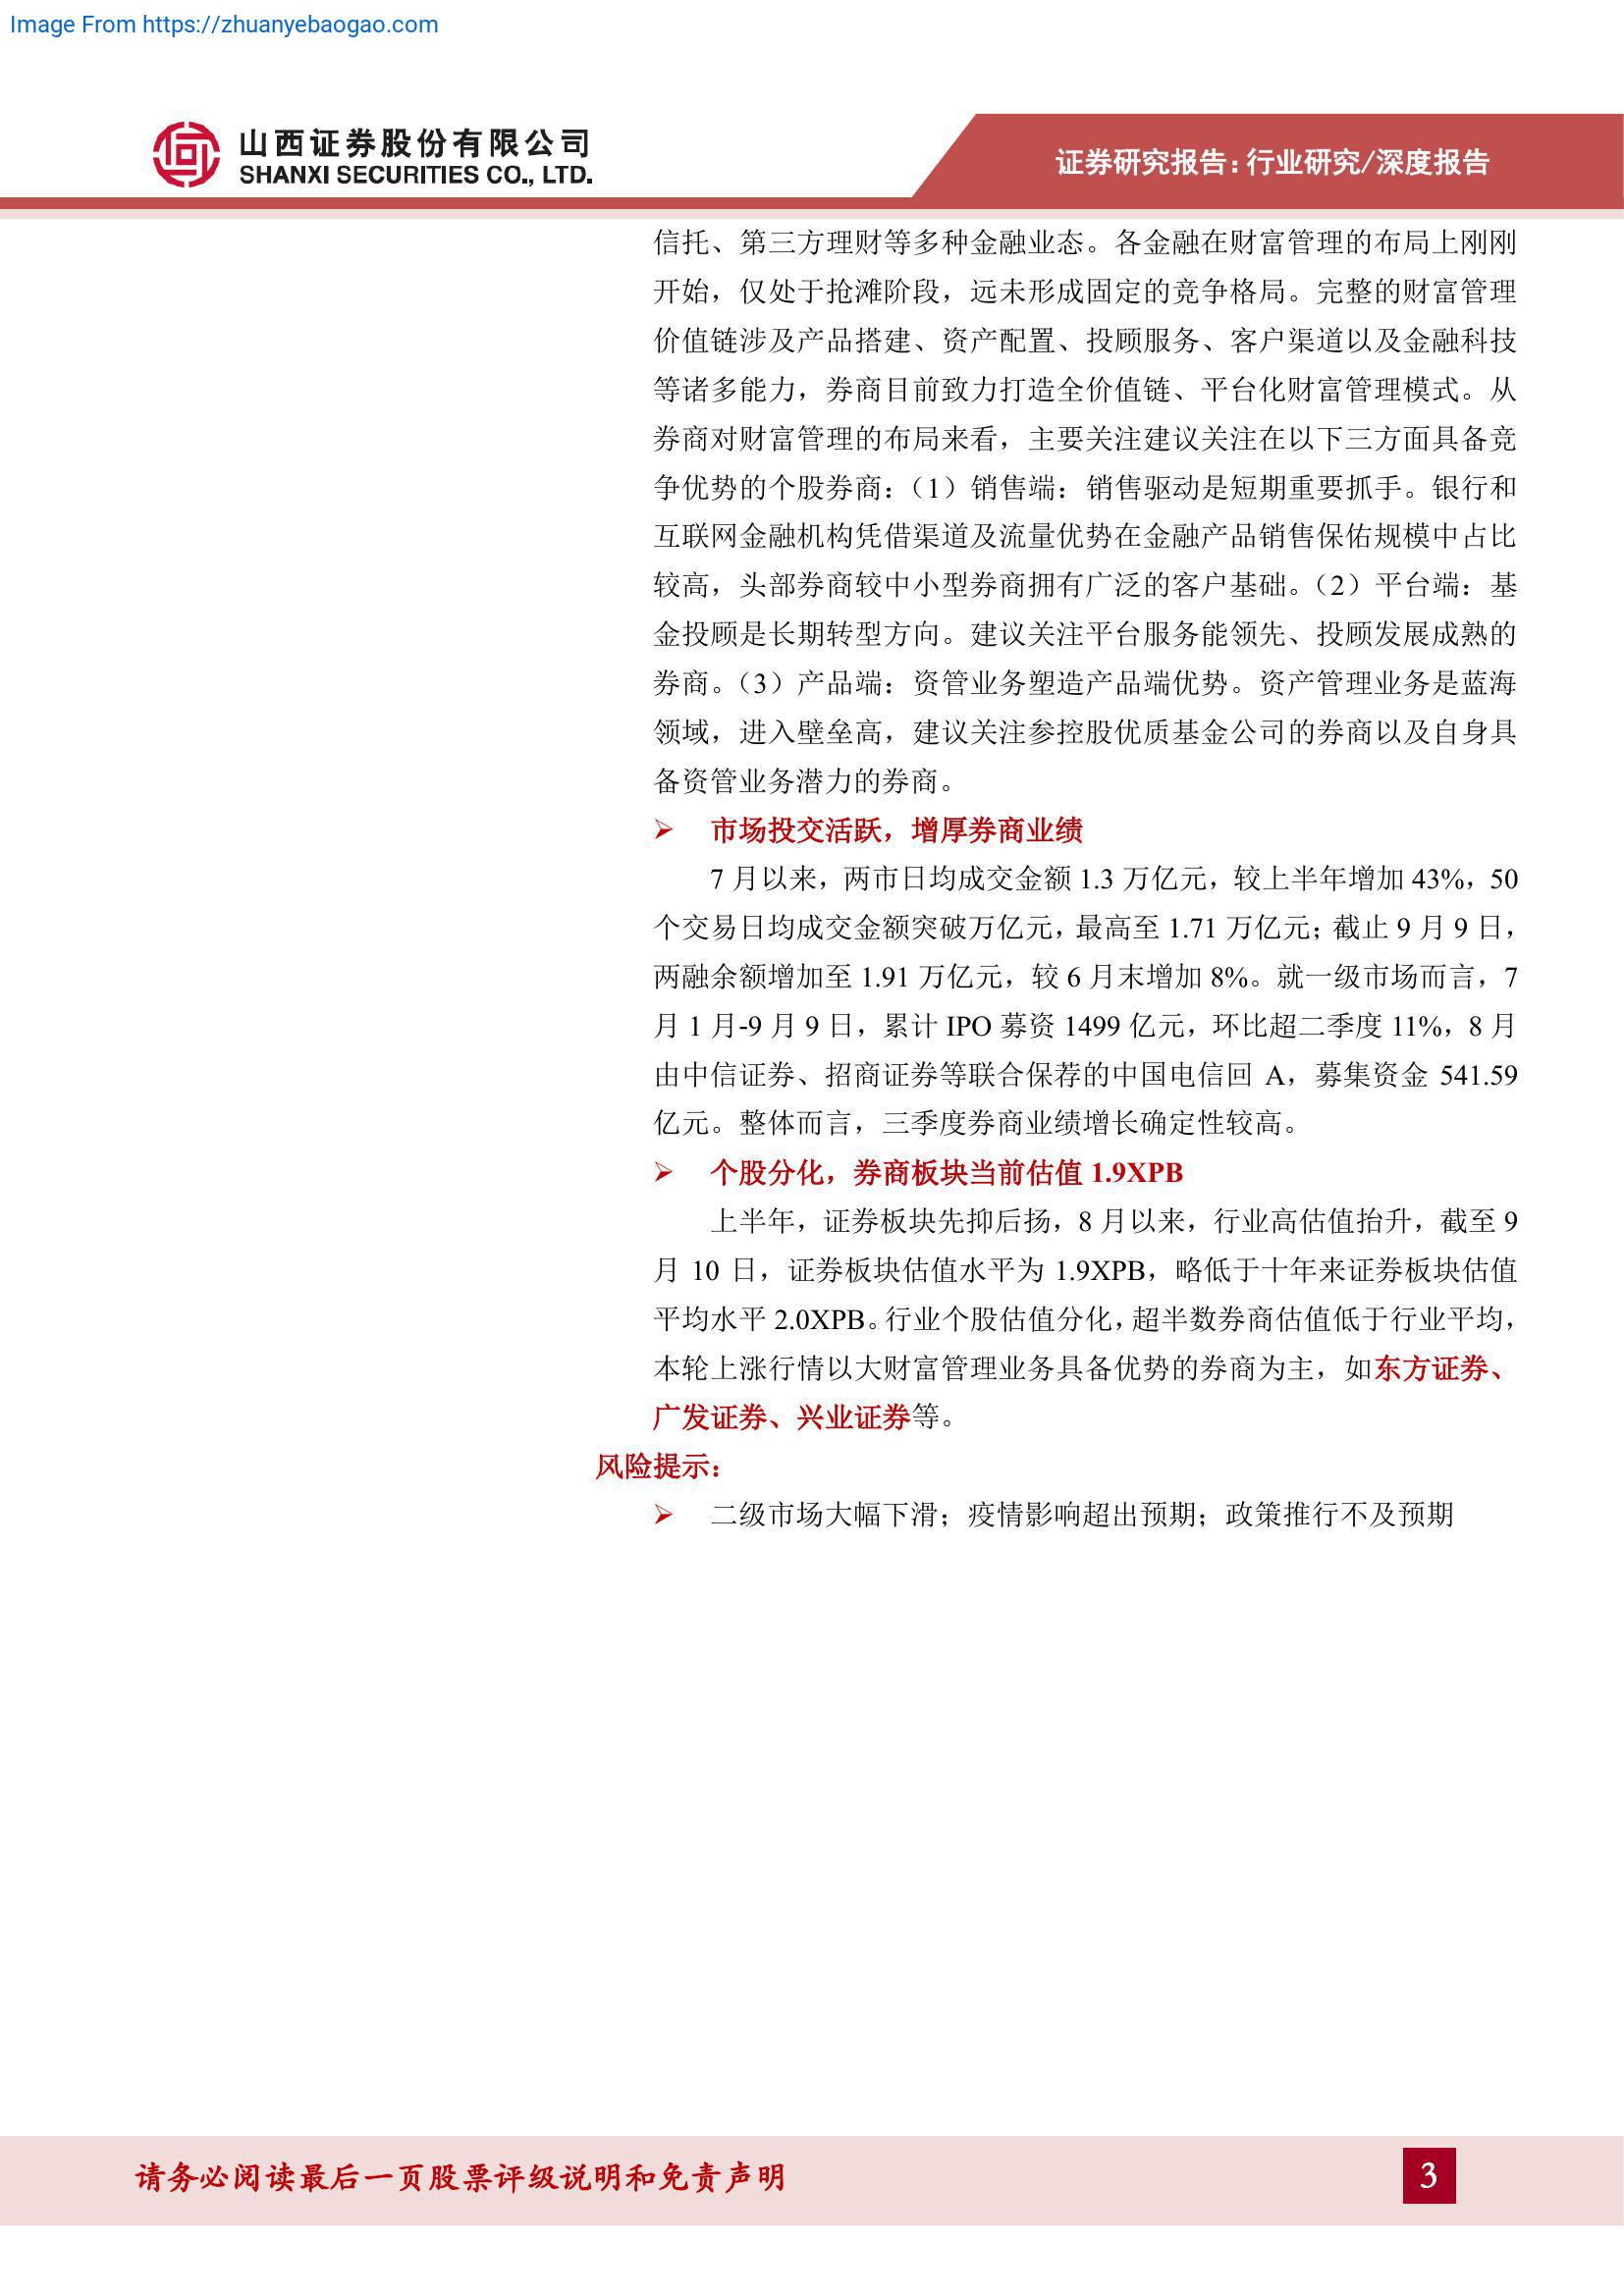 Image From https://zhuanyebaogao.com
山西证券股份有限公司
SHANXI SECURITIES CO., LTD.
证券研究报告：行业研究/深度报告
信托、第三方理财等多种金融业态。各金融在财富管理的布局上刚刚
开始，仅处于抢滩阶段，远未形成固定的竞争格局。完整的财富管理
价值链涉及产品搭建、资产配置、投顾服务、客户渠道以及金融科技
等诸多能力，券商目前致力打造全价值链、平台化财富管理模式。从
券商对财富管理的布局来看，主要关注建议关注在以下三方面具备竞
争优势的个股券商：（1）销售端：销售驱动是短期重要抓手。银行和
互联网金融机构凭借渠道及流量优势在金融产品销售保佑规模中占比
较高，头部券商较中小型券商拥有广泛的客户基础。（2）平台端：基
金投顾是长期转型方向。建议关注平台服务能领先、投顾发展成熟的
券商。（3）产品端：资管业务塑造产品端优势。资产管理业务是蓝海
领域，进入壁垒高，建议关注参控股优质基金公司的券商以及自身具
备资管业务潜力的券商。
➢ 市场投交活跃，增厚券商业绩
7 月以来，两市日均成交金额 1.3 万亿元，较上半年增加 43%，50
个交易日均成交金额突破万亿元，最高至 1.71 万亿元；截止 9 月 9 日，
两融余额增加至 1.91 万亿元，较 6 月末增加 8%。就一级市场而言，7
月 1 月-9 月 9 日，累计 IPO 募资 1499 亿元，环比超二季度 11%，8 月
由中信证券、招商证券等联合保荐的中国电信回 A，募集资金 541.59
亿元。整体而言，三季度券商业绩增长确定性较高。
➢ 个股分化，券商板块当前估值 1.9XPB
上半年，证券板块先抑后扬，8 月以来，行业高估值抬升，截至 9
月 10 日，证券板块估值水平为 1.9XPB，略低于十年来证券板块估值
平均水平 2.0XPB。行业个股估值分化，超半数券商估值低于行业平均，
本轮上涨行情以大财富管理业务具备优势的券商为主，如东方证券、
广发证券、兴业证券等。
风险提示：
➢ 二级市场大幅下滑；疫情影响超出预期；政策推行不及预期
请务必阅读最后一页股票评级说明和免责声明
3